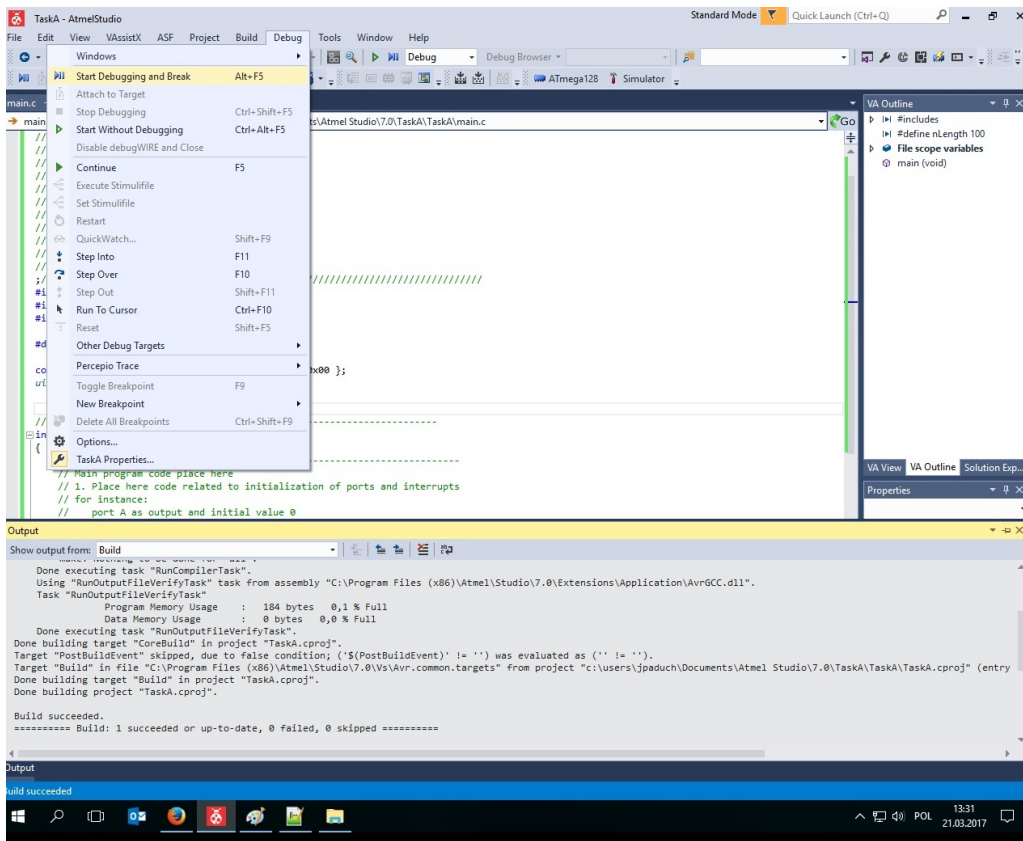 TaskA - AtmelStudio
Standard Mode
Quick Launch (Ctrl+Q)
File Edit View VAssistX ASF Project Build Debug Tools Window Help
Debug
Debug Browser
ATmega128
Simulator
Windows
Start Debugging and Break Alt+F5
Attach to Target
Stop Debugging Ctrl+Shift+F5
Start Without Debugging Ctrl+Alt+F5
Disable debugWIRE and Close
Continue F5
Execute Stimulifile
Set Stimulifile
Restart
QuickWatch... Shift+F9
Step Into F11
Step Over F10
Step Out Shift+F11
Run To Cursor Ctrl+F10
Reset Shift+F5
Other Debug Targets
Percepio Trace
Toggle Breakpoint F9
New Breakpoint
Delete All Breakpoints Ctrl+Shift+F9
Options...
TaskA Properties...
main.c
main
ts\Atmel Studio\7.0\TaskA\TaskA\main.c
Go
//
//
//
//
//
//
//
//
//
//
//
;/ ////////////////////////////////
#i
#i
#i
#d
co 0x00 };
ui
// ------------------------
in
{
---------------------------
// Main program code place here
// 1. Place here code related to initialization of ports and interrupts
// for instance:
// port A as output and initial value 0
VA Outline
#includes
#define nLength 100
File scope variables
main (void)
VA View VA Outline Solution Exp...
Properties
Output
Show output from: Build
make: Nothing to be done for 'all'.
Done executing task "RunCompilerTask".
Using "RunOutputFileVerifyTask" task from assembly "C:\Program Files (x86)\Atmel\Studio\7.0\Extensions\Application\AvrGCC.dll".
Task "RunOutputFileVerifyTask"
Program Memory Usage : 184 bytes 0,1 % Full
Data Memory Usage : 0 bytes 0,0 % Full
Done executing task "RunOutputFileVerifyTask".
Done building target "CoreBuild" in project "TaskA.cproj".
Target "PostBuildEvent" skipped, due to false condition; ('$(PostBuildEvent)' != '') was evaluated as ('' != '').
Target "Build" in file "C:\Program Files (x86)\Atmel\Studio\7.0\Vs\Avr.common.targets" from project "c:\users\jpaduch\Documents\Atmel Studio\7.0\TaskA\TaskA\TaskA.cproj" (entry
Done building target "Build" in project "TaskA.cproj".
Done building project "TaskA.cproj".
Build succeeded.
========== Build: 1 succeeded or up-to-date, 0 failed, 0 skipped ==========
Output
Build succeeded
POL
13:31
21.03.2017